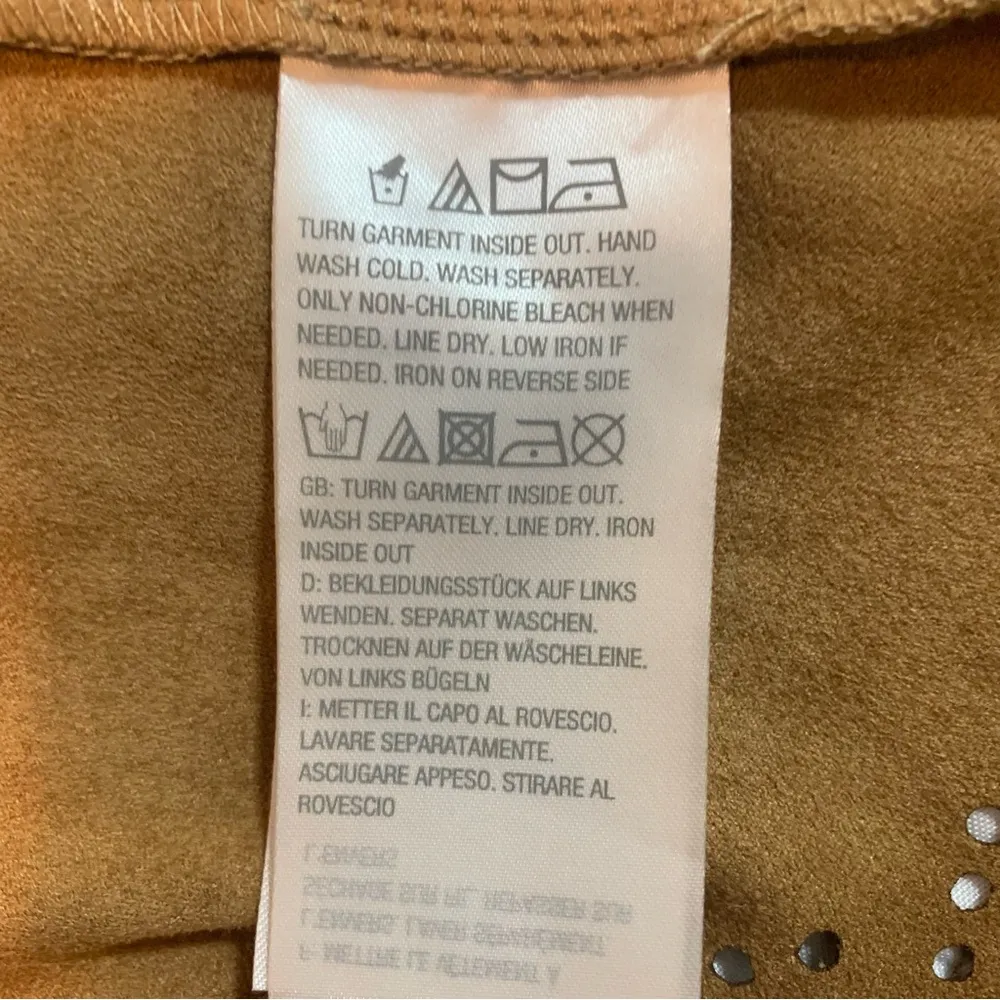 TURN GARMENT INSIDE OUT. HAND
WASH COLD. WASH SEPARATELY.
ONLY NON-CHLORINE BLEACH WHEN
NEEDED. LINE DRY. LOW IRON IF
NEEDED. IRON ON REVERSE SIDE
GB: TURN GARMENT INSIDE OUT.
WASH SEPARATELY. LINE DRY. IRON
INSIDE OUT
D: BEKLEIDUNGSSTÜCK AUF LINKS
WENDEN. SEPARAT WASCHEN.
TROCKNEN AUF DER WÄSCHELEINE.
VON LINKS BÜGELN
I: METTER IL CAPO AL ROVESCIO.
LAVARE SEPARATAMENTE.
ASCIUGARE APPESO. STIRARE AL
ROVESCIO